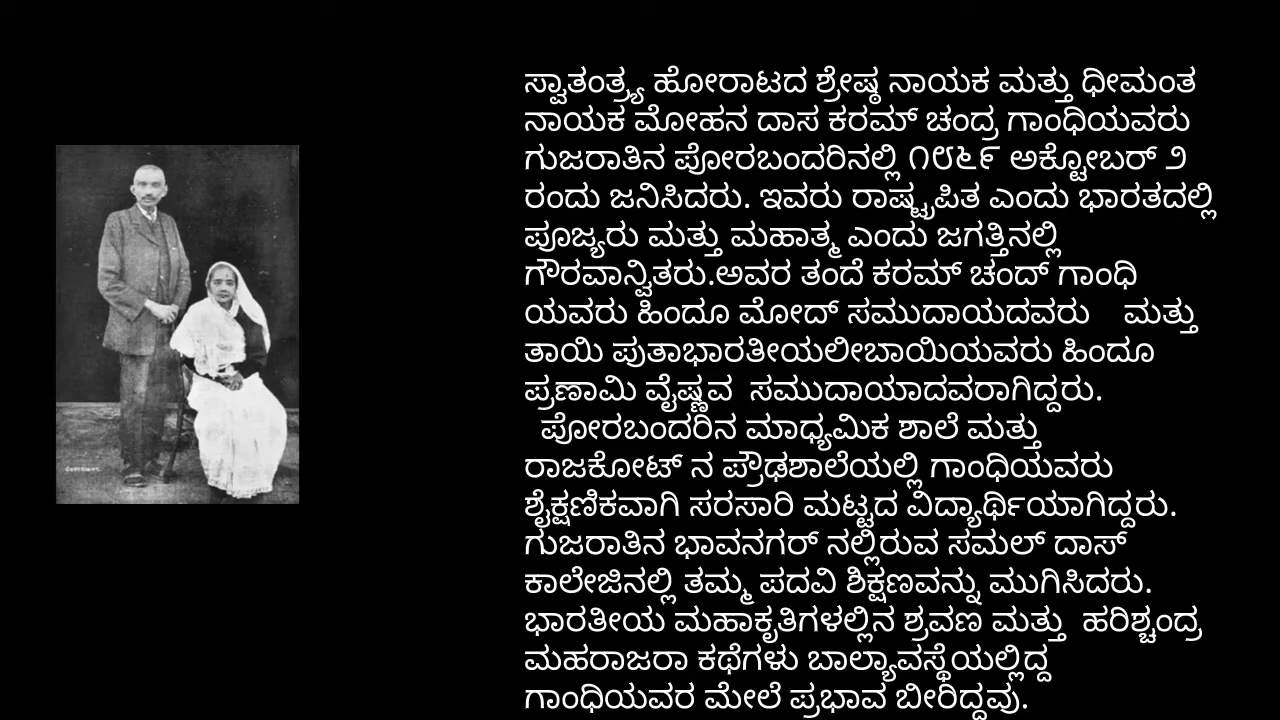 ಸ್ವಾತಂತ್ರ್ಯ ಹೋರಾಟದ ಶ್ರೇಷ್ಠ ನಾಯಕ ಮತ್ತು ಧೀಮಂತ
ನಾಯಕ ಮೋಹನ ದಾಸ ಕರಮ್ ಚಂದ್ರ ಗಾಂಧಿಯವರು
ಗುಜರಾತಿನ ಪೋರಬಂದರಿನಲ್ಲಿ ೧೮೬೯ ಅಕ್ಟೋಬರ್ ೨
ರಂದು ಜನಿಸಿದರು. ಇವರು ರಾಷ್ಟ್ರಪಿತ ಎಂದು ಭಾರತದಲ್ಲಿ
ಪೂಜ್ಯರು ಮತ್ತು ಮಹಾತ್ಮ ಎಂದು ಜಗತ್ತಿನಲ್ಲಿ
ಗೌರವಾನ್ವಿತರು.ಅವರ ತಂದೆ ಕರಮ್ ಚಂದ್ ಗಾಂಧಿ
ಯವರು ಹಿಂದೂ ಮೋದ್ ಸಮುದಾಯದವರು ಮತ್ತು
ತಾಯಿ ಪುತಾಭಾರತೀಯಲೀಬಾಯಿಯವರು ಹಿಂದೂ
ಪ್ರಣಾಮಿ ವೈಷ್ಣವ ಸಮುದಾಯಾದವರಾಗಿದ್ದರು.
ಪೋರಬಂದರಿನ ಮಾಧ್ಯಮಿಕ ಶಾಲೆ ಮತ್ತು
ರಾಜಕೋಟ್ ನ ಪ್ರೌಢಶಾಲೆಯಲ್ಲಿ ಗಾಂಧಿಯವರು
ಶೈಕ್ಷಣಿಕವಾಗಿ ಸರಸಾರಿ ಮಟ್ಟದ ವಿದ್ಯಾರ್ಥಿಯಾಗಿದ್ದರು.
ಗುಜರಾತಿನ ಭಾವನಗರ್ ನಲ್ಲಿರುವ ಸಮಲ್ ದಾಸ್
ಕಾಲೇಜಿನಲ್ಲಿ ತಮ್ಮ ಪದವಿ ಶಿಕ್ಷಣವನ್ನು ಮುಗಿಸಿದರು.
ಭಾರತೀಯ ಮಹಾಕೃತಿಗಳಲ್ಲಿನ ಶ್ರವಣ ಮತ್ತು ಹರಿಶ್ಚಂದ್ರ
ಮಹರಾಜರಾ ಕಥೆಗಳು ಬಾಲ್ಯಾವಸ್ಥೆಯಲ್ಲಿದ್ದ
ಗಾಂಧಿಯವರ ಮೇಲೆ ಪ್ರಭಾವ ಬೀರಿದ್ದವು.